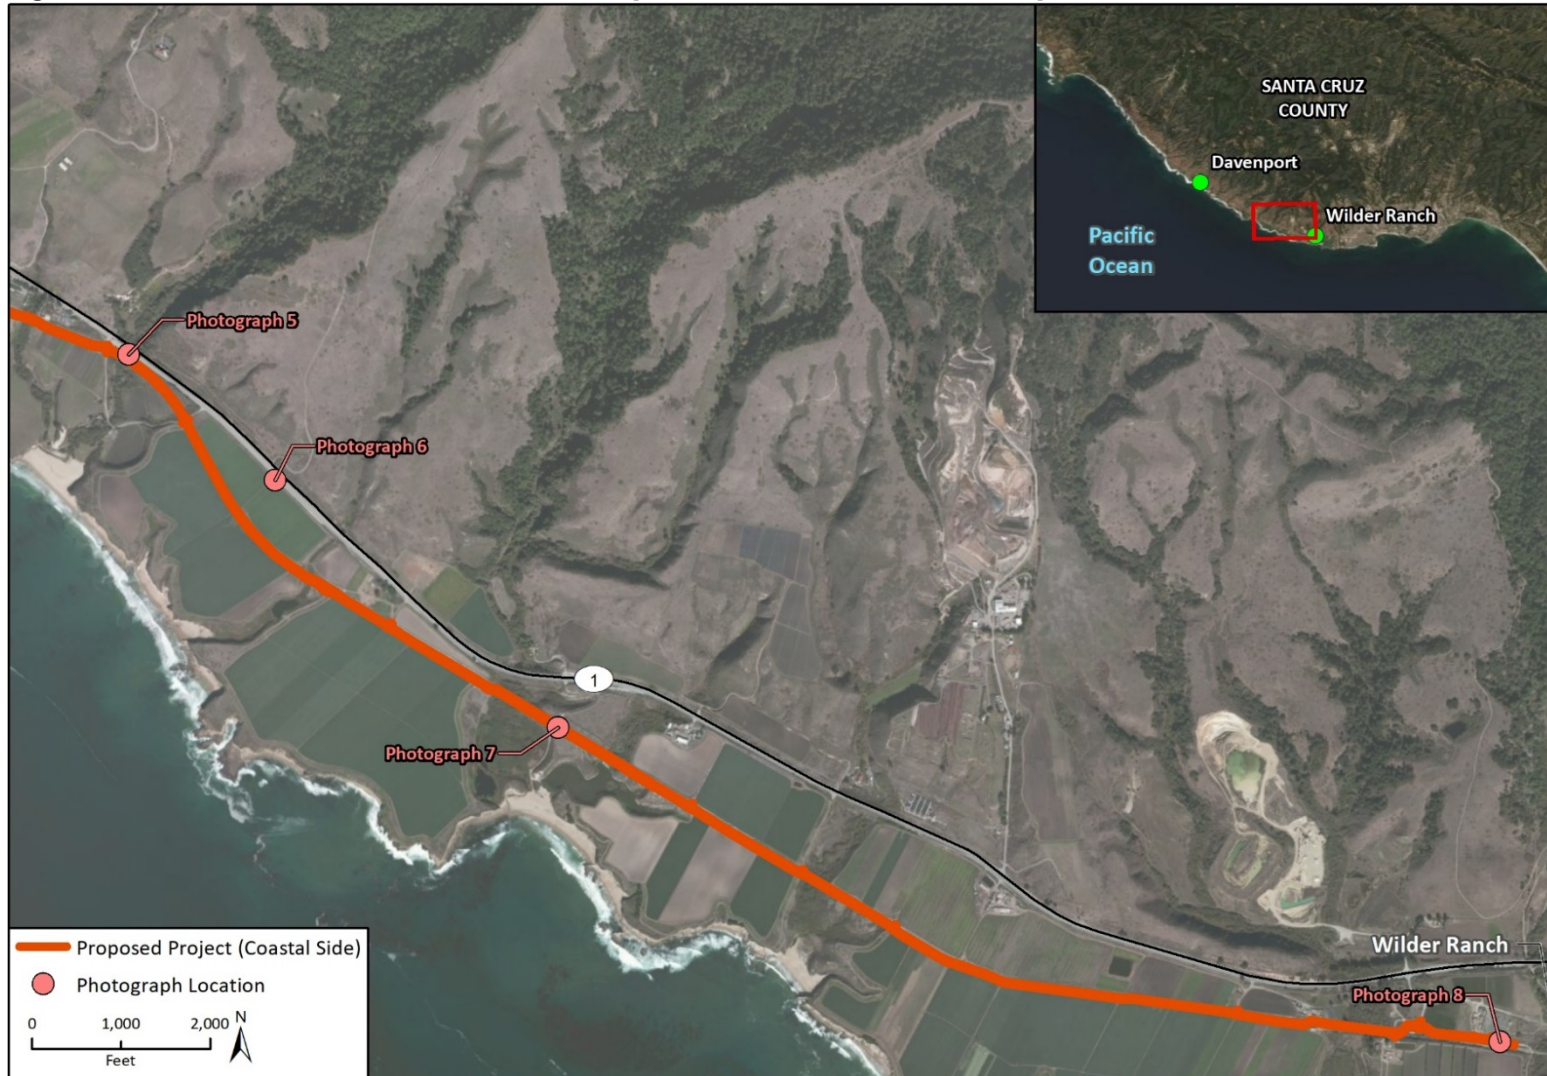 SANTA CRUZ
COUNTY
Davenport
Wilder Ranch
Pacific
Ocean
Photograph 5
Photograph 6
1
Photograph 7
Wilder Ranch
Photograph 8
Proposed Project (Coastal Side)
Photograph Location
0 1,000 2,000 N
Feet